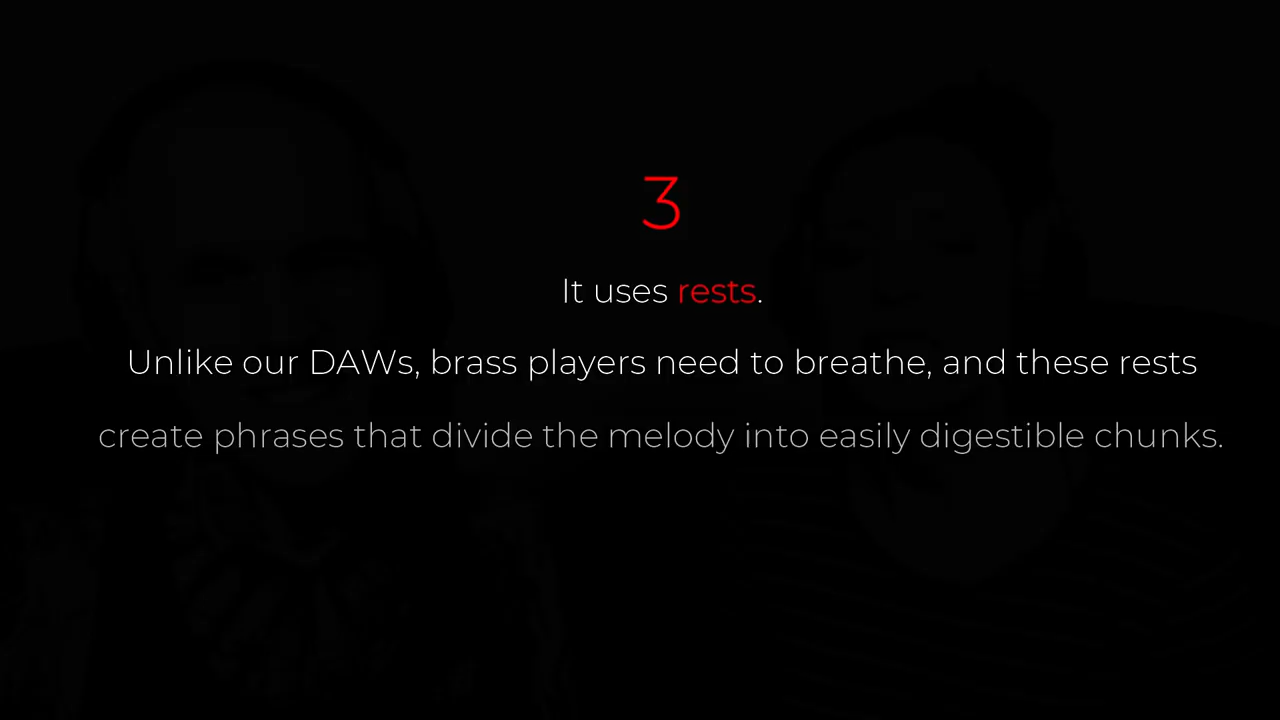 3
It uses rests.
Unlike our DAWs, brass players need to breathe, and these rests
create phrases that divide the melody into easily digestible chunks.